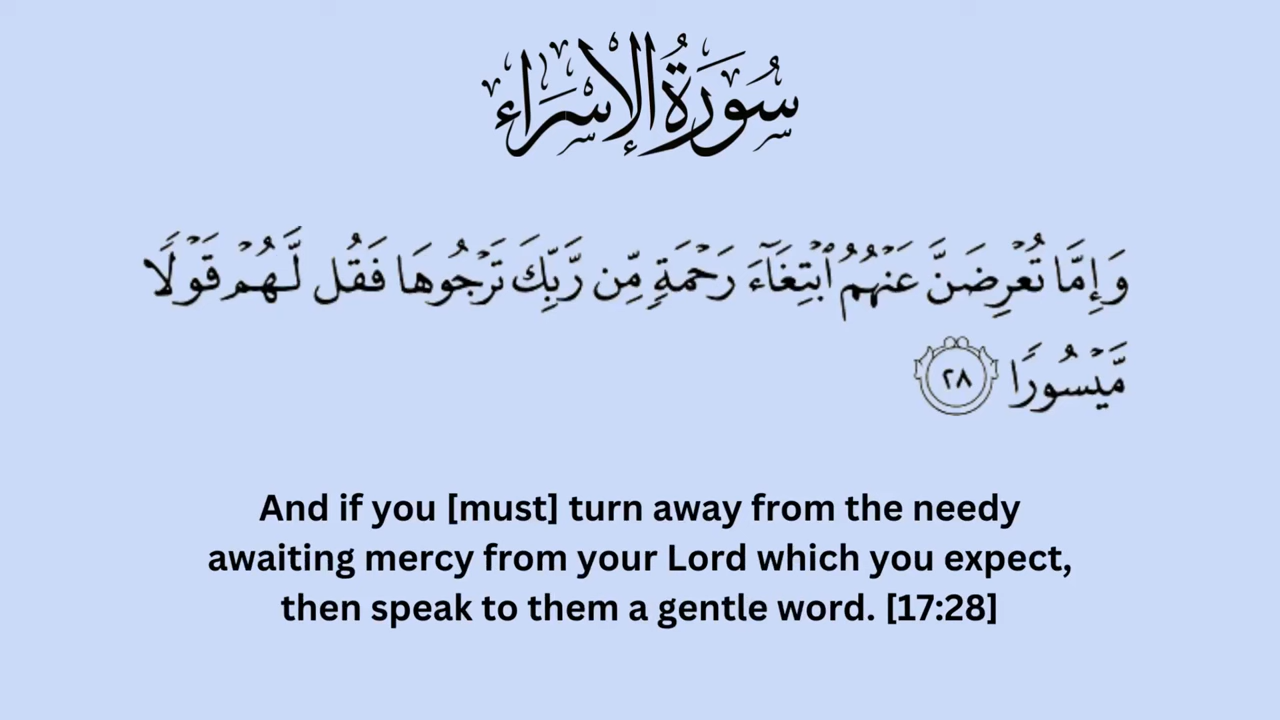 سُورَةُ الإِسْرَاءِ
وَإِمَّا تُعْرِضَنَّ عَنْهُمُ ٱبْتِغَآءَ رَحْمَةٍ مِّن رَّبِّكَ تَرْجُوهَا فَقُل لَّهُمْ قَوْلًا
مَّيْسُورًا ٢٨
And if you [must] turn away from the needy
awaiting mercy from your Lord which you expect,
then speak to them a gentle word. [17:28]